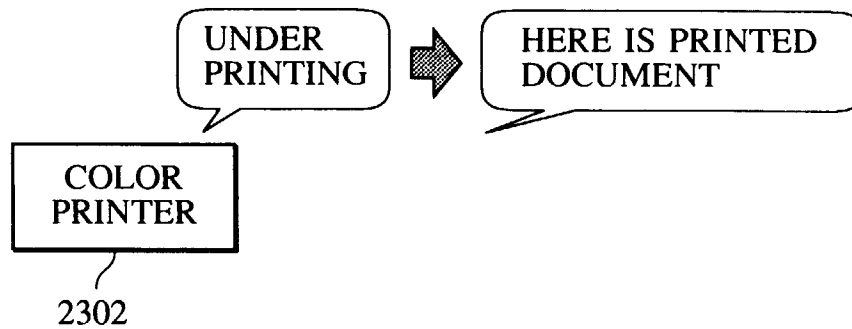 UNDER
PRINTING
HERE IS PRINTED
DOCUMENT
COLOR
PRINTER
2302